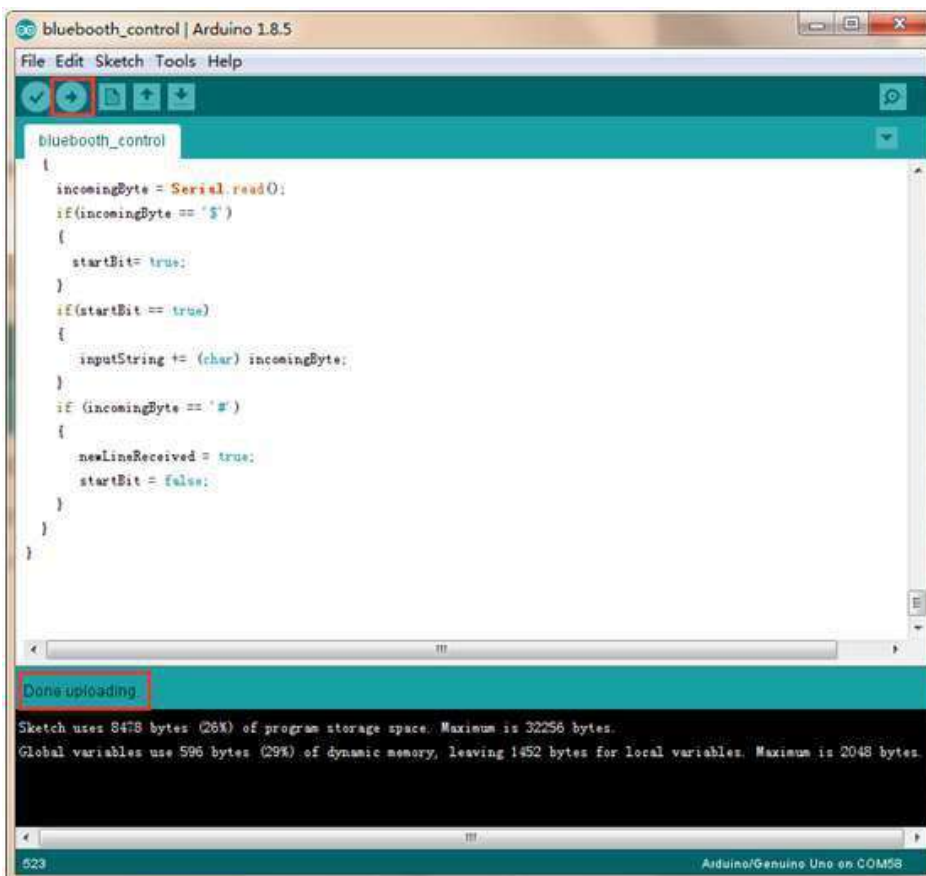 bluebooth_control | Arduino 1.8.5
File Edit Sketch Tools Help
bluebooth_control
{
incomingByte = Serial.read();
if(incomingByte == '$')
{
startBit= true;
}
if(startBit == true)
{
inputString += (char) incomingByte;
}
if (incomingByte == '#')
{
newLineReceived = true;
startBit = false;
}
}
}
Done uploading.
Sketch uses 8478 bytes (26%) of program storage space. Maximum is 32256 bytes.
Global variables use 596 bytes (29%) of dynamic memory, leaving 1452 bytes for local variables. Maximum is 2048 bytes.
523
Arduino/Genuino Uno on COM58